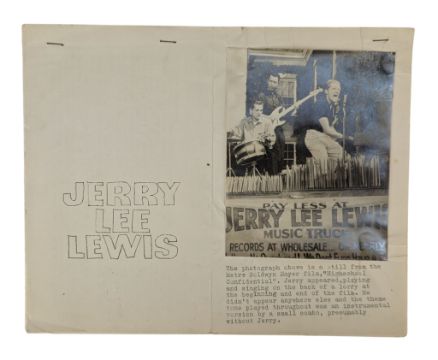 JERRY
LEE
LEWIS
PAY LESS AT
JERRY LEE LEWIS
MUSIC TRUCK
RECORDS AT WHOLESALE
The photograph above is a still from the
Metro Goldwyn Mayer film,"Highschool
Confidential". Jerry appeared,playing
and singing on the back of a lorry at
the beginning and end of the film. He
didn't appear anywhere else and the theme
tune played throughout was an instrumental
version by a small combo, presumably
without Jerry.